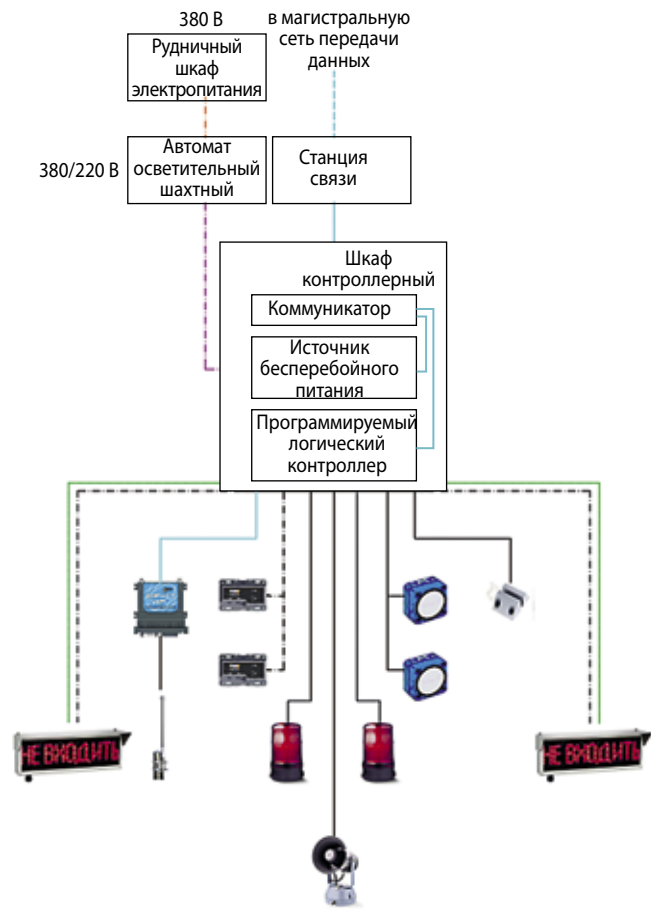 380 В
Рудничный
шкаф
электропитания
в магистральную
сеть передачи
данных
380/220 В
Автомат
осветительный
шахтный
Станция
связи
Шкаф
контроллерный
Коммуникатор
Источник
бесперебойного
питания
Программируемый
логический
контроллер
НЕ ВХОДИТЬ
НЕ ВХОДИТЬ